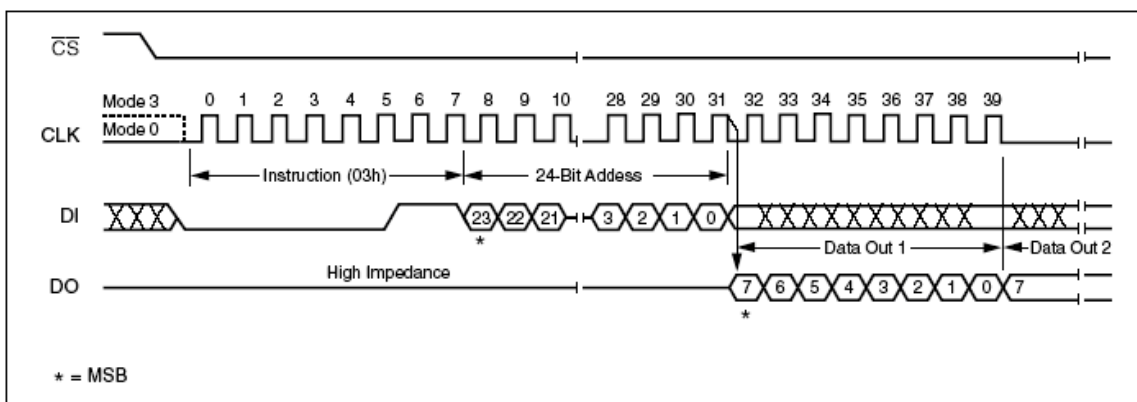 CS
Mode 3 0 1 2 3 4 5 6 7 8 9 10 28 29 30 31 32 33 34 35 36 37 38 39
CLK Mode 0
Instruction (03h) 24-Bit Addess
DI 23 22 21 3 2 1 0
* Data Out 1 Data Out 2
High Impedance
DO 7 6 5 4 3 2 1 0 7
*
* = MSB